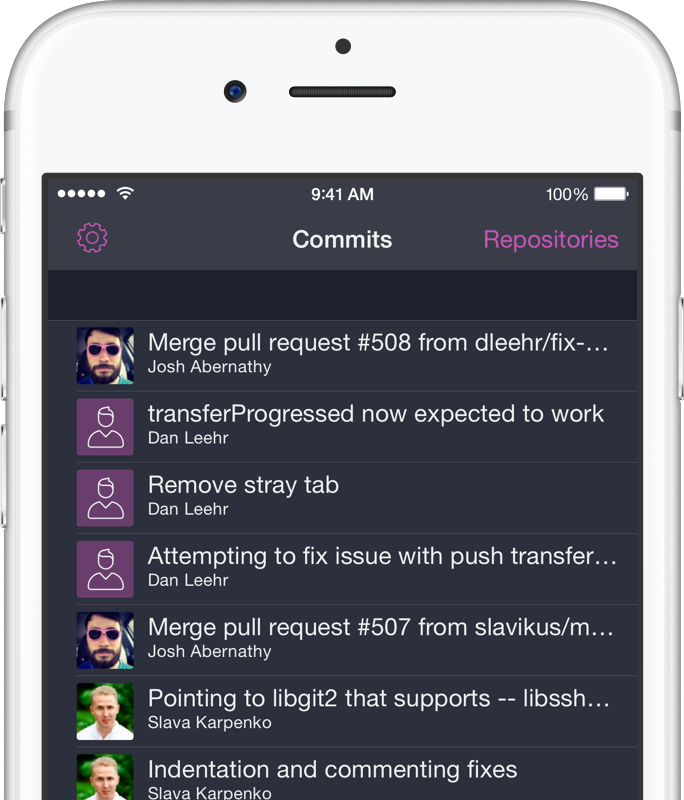 9:41 AM
100%
Commits
Repositories
Merge pull request #508 from dleehr/fix-...
Josh Abernathy
transferProgressed now expected to work
Dan Leehr
Remove stray tab
Dan Leehr
Attempting to fix issue with push transfer...
Dan Leehr
Merge pull request #507 from slavikus/m...
Josh Abernathy
Pointing to libgit2 that supports -- libssh...
Slava Karpenko
Indentation and commenting fixes
Slava Karpenko